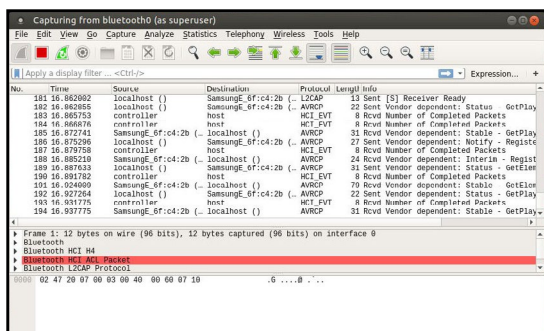 Capturing from bluetooth0 (as superuser)
File Edit View Go Capture Analyze Statistics Telephony Wireless Tools Help
Apply a display filter ... <Ctrl-/> Expression... +
No. Time Source Destination Protocol Length Info
181 16.862002 localhost () SamsungE_6f:c4:2b (… L2CAP 13 Sent [S] Receiver Ready
182 16.862055 localhost () SamsungE_6f:c4:2b (… AVRCP 22 Sent Vendor dependent: Status - GetPlay
183 16.865753 controller host HCI_EVT 8 Rcvd Number of Completed Packets
184 16.866876 controller host HCI_EVT 8 Rcvd Number of Completed Packets
185 16.872741 SamsungE_6f:c4:2b (… localhost () AVRCP 31 Rcvd Vendor dependent: Stable - GetPlay
186 16.875296 localhost () SamsungE_6f:c4:2b (… AVRCP 27 Sent Vendor dependent: Notify - Registe
187 16.879758 controller host HCI_EVT 8 Rcvd Number of Completed Packets
188 16.885210 SamsungE_6f:c4:2b (… localhost () AVRCP 24 Rcvd Vendor dependent: Interim - Regist
189 16.887633 localhost () SamsungE_6f:c4:2b (… AVRCP 31 Sent Vendor dependent: Status - GetElem
190 16.891782 controller host HCI_EVT 8 Rcvd Number of Completed Packets
191 16.924009 SamsungE_6f:c4:2b (… localhost () AVRCP 79 Rcvd Vendor dependent: Stable - GetElem
192 16.927264 localhost () SamsungE_6f:c4:2b (… AVRCP 22 Sent Vendor dependent: Status - GetPlay
193 16.931775 controller host HCI_EVT 8 Rcvd Number of Completed Packets
194 16.937775 SamsungE_6f:c4:2b (… localhost () AVRCP 31 Rcvd Vendor dependent: Stable - GetPlay
Frame 1: 12 bytes on wire (96 bits), 12 bytes captured (96 bits) on interface 0
Bluetooth
Bluetooth HCI H4
Bluetooth HCI ACL Packet
Bluetooth L2CAP Protocol
0000 02 47 20 07 00 03 00 40 00 60 07 10 .G ....@ .`..